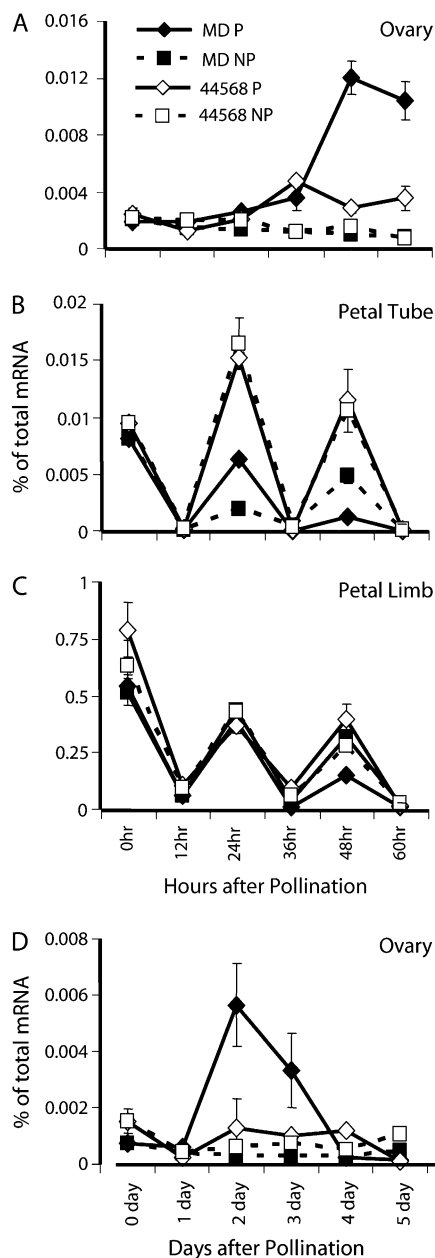 A
Ovary
MD P
MD NP
44568 P
44568 NP
0.016
0.012
0.008
0.004
0
B
Petal Tube
0.02
0.015
0.01
0.005
0
% of total mRNA
C
Petal Limb
1
0.75
0.5
0.25
0
0hr
12hr
24hr
36hr
48hr
60hr
Hours after Pollination
D
Ovary
0.008
0.006
0.004
0.002
0
% of total mRNA
0 day
1 day
2 day
3 day
4 day
5 day
Days after Pollination